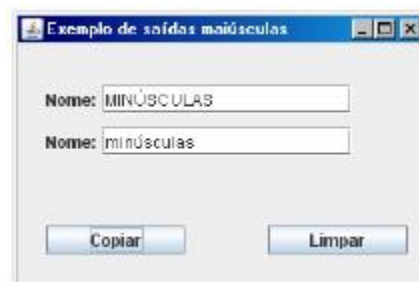 Exemplo de saídas maiúsculas
Nome: MINÚSCULAS
Nome: minúsculas
Copiar Limpar